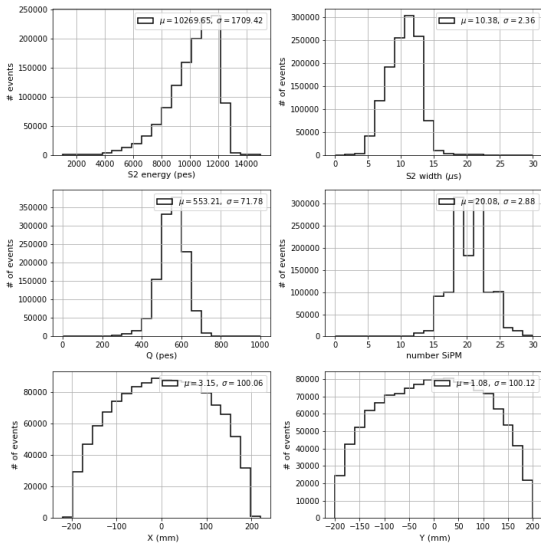 μ = 10269.65, σ = 1709.42
# events
250000
200000
150000
100000
50000
0
2000 4000 6000 8000 10000 12000 14000
S2 energy (pes)
μ = 10.38, σ = 2.36
# of events
300000
250000
200000
150000
100000
50000
0
0 5 10 15 20 25 30
S2 width (μs)
μ = 553.21, σ = 71.78
# of events
350000
300000
250000
200000
150000
100000
50000
0
0 200 400 600 800 1000
Q (pes)
μ = 20.08, σ = 2.88
# of events
300000
250000
200000
150000
100000
50000
0
0 5 10 15 20 25 30
number SiPM
μ = 3.15, σ = 100.06
# of events
80000
60000
40000
20000
0
−200 −100 0 100 200
X (mm)
μ = 1.08, σ = 100.12
# of events
80000
70000
60000
50000
40000
30000
20000
10000
0
−200 −150 −100 −50 0 50 100 150 200
Y (mm)